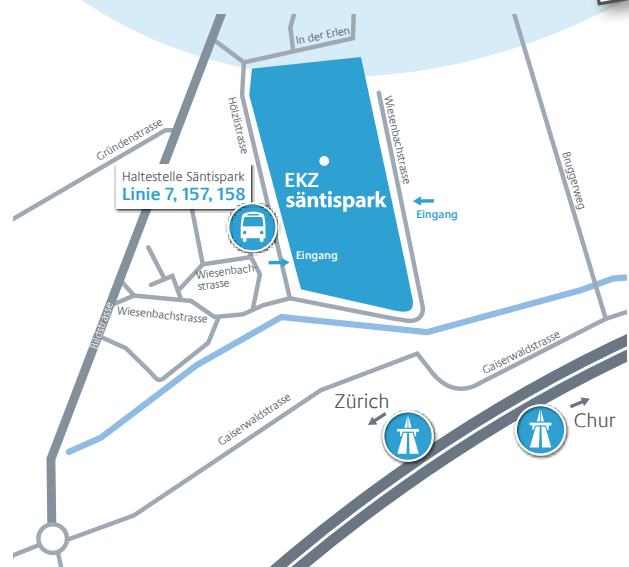 In der Erlen
Hölzlistrasse
Wiesenbachstrasse
Gründenstrasse
Bruggerweg
Haltestelle Säntispark
Linie 7, 157, 158
EKZ
säntispark
Eingang
Eingang
Wiesenbach-
strasse
Wiesenbachstrasse
Bildstrasse
Gaiserwaldstrasse
Gaiserwaldstrasse
Zürich
Chur